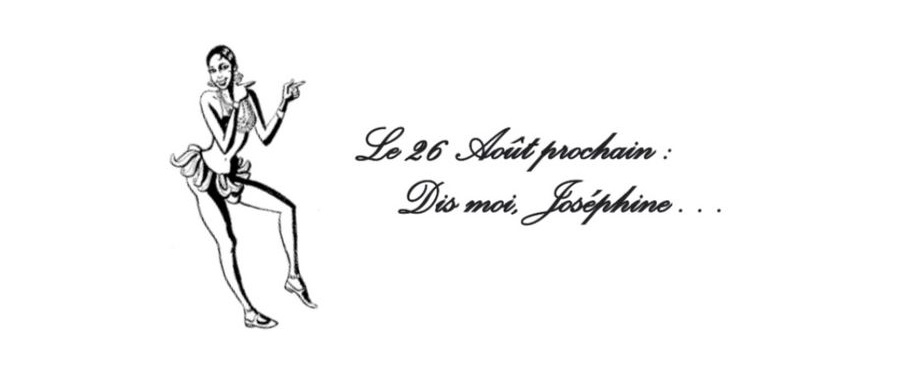 Le 26 Août prochain :
Dis moi, Joséphine . . .